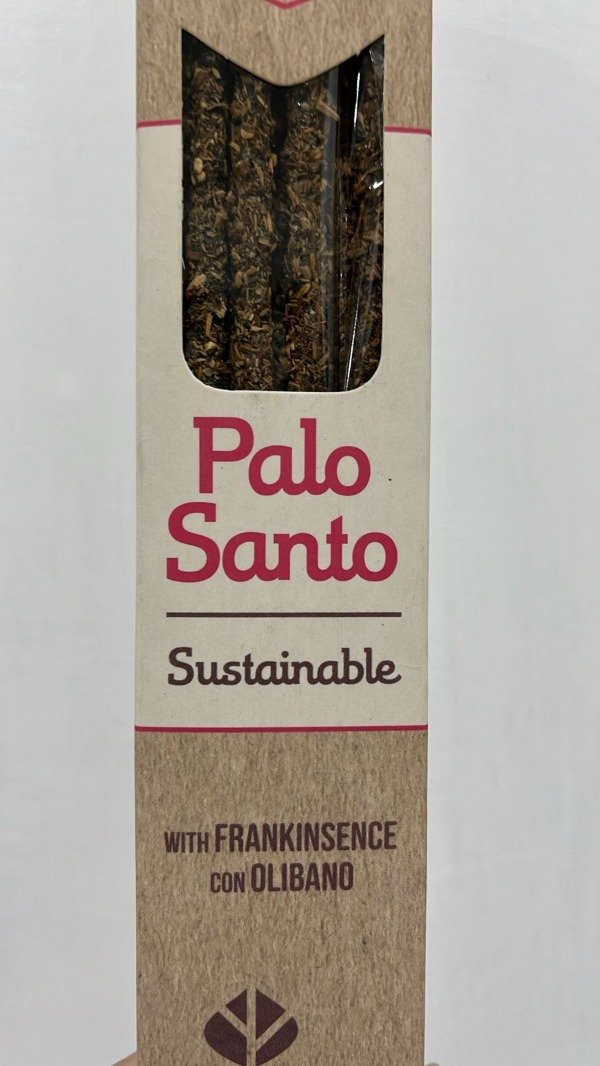 Palo
Santo
Sustainable
WITH FRANKINSENCE
CON OLIBANO